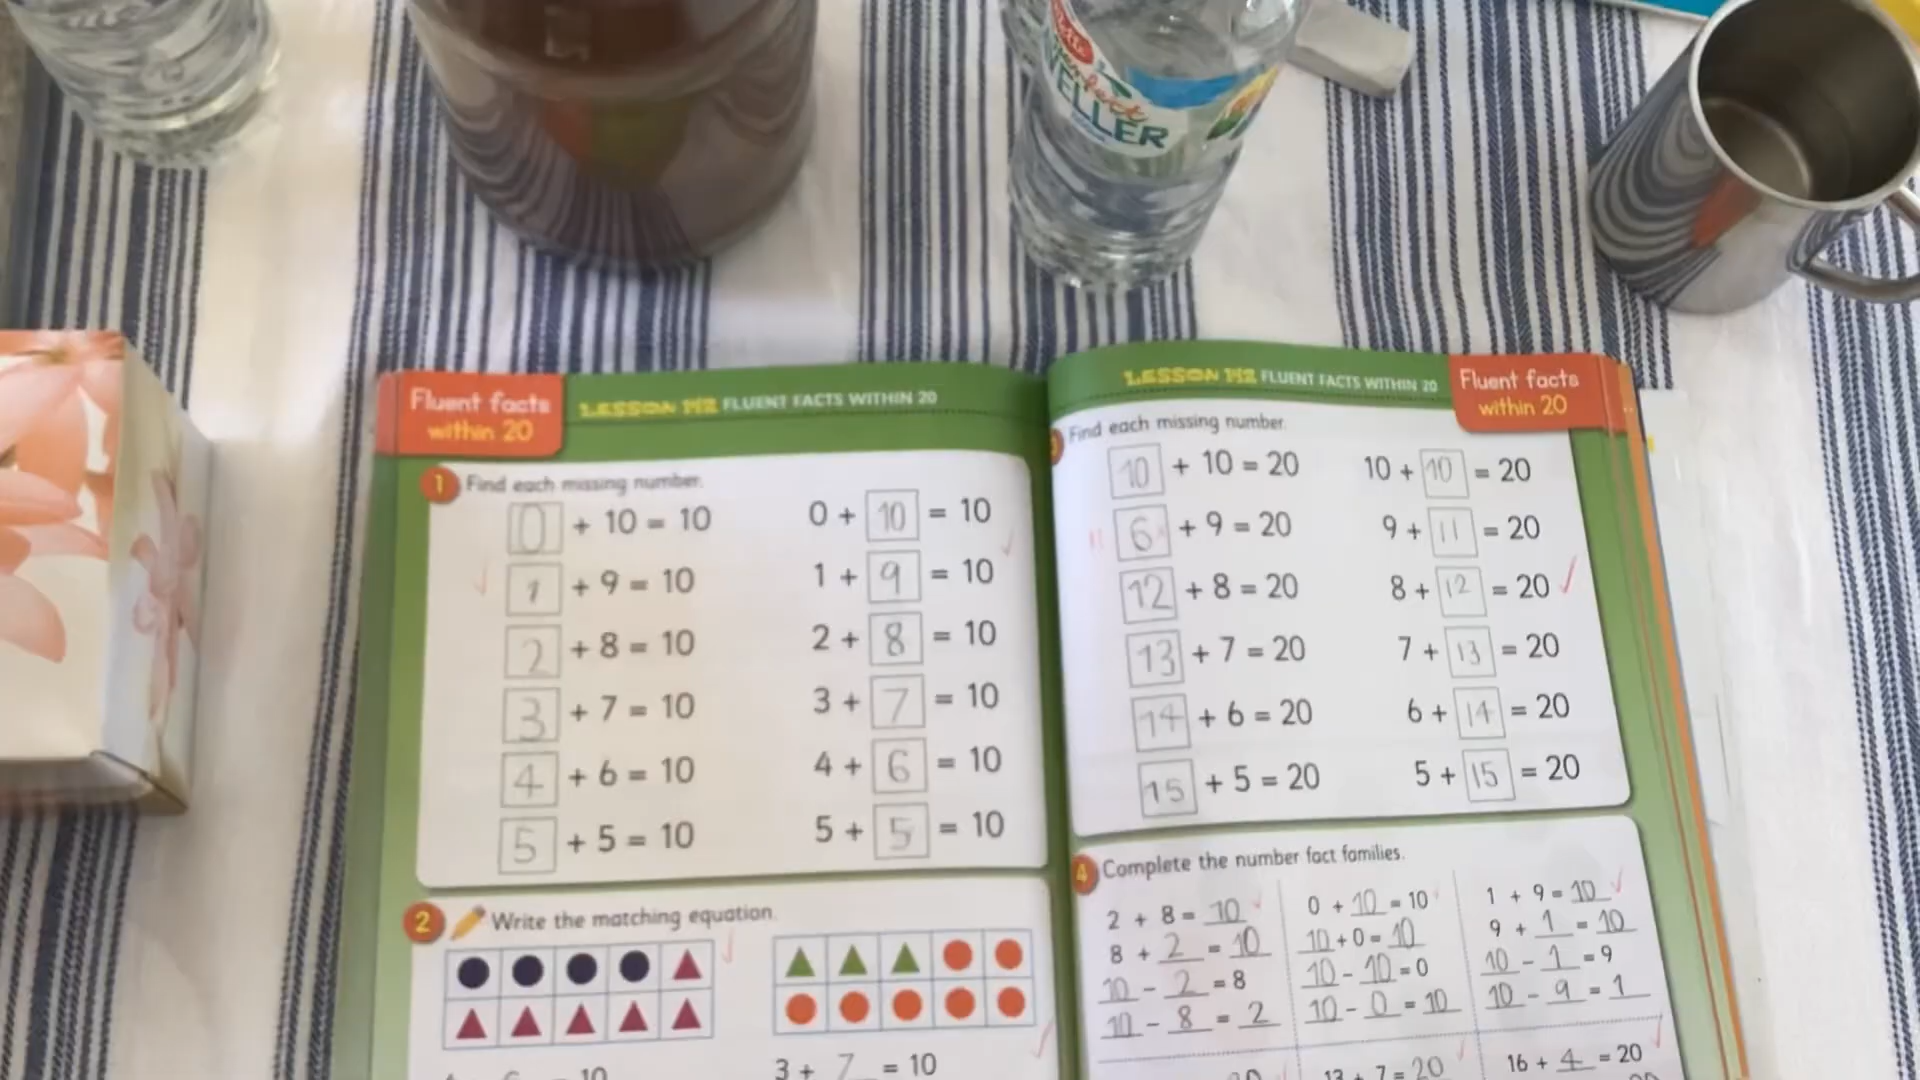 ELLER
Fluent facts
within 20
LESSON 142 FLUENT FACTS WITHIN 20
1 Find each missing number.
0 + 10 = 10
0 + 10 = 10
1 + 9 = 10
1 + 9 = 10
2 + 8 = 10
2 + 8 = 10
3 + 7 = 10
3 + 7 = 10
4 + 6 = 10
4 + 6 = 10
5 + 5 = 10
5 + 5 = 10
2 Write the matching equation.
3 + 7 = 10
LESSON 142 FLUENT FACTS WITHIN 20
Fluent facts
within 20
Find each missing number.
10 + 10 = 20
10 + 10 = 20
11 6 + 9 = 20
9 + 11 = 20
12 + 8 = 20
8 + 12 = 20
13 + 7 = 20
7 + 13 = 20
14 + 6 = 20
6 + 14 = 20
15 + 5 = 20
5 + 15 = 20
4 Complete the number fact families.
2 + 8 = 10
8 + 2 = 10
10 - 2 = 8
10 - 8 = 2
0 + 10 = 10
10 + 0 = 10
10 - 10 = 0
10 - 0 = 10
1 + 9 = 10
9 + 1 = 10
10 - 1 = 9
10 - 9 = 1
13 + 7 = 20
16 + 4 = 20